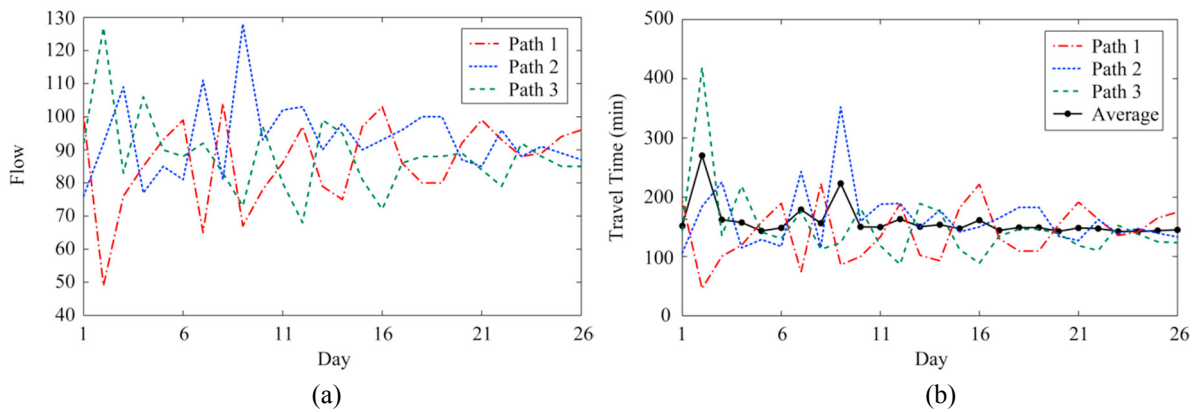 130
120
110
100
90
80
70
60
50
40
Flow
1 6 11 16 21 26
Day
Path 1
Path 2
Path 3
(a)
500
400
300
200
100
0
Travel Time (min)
1 6 11 16 21 26
Day
Path 1
Path 2
Path 3
Average
(b)